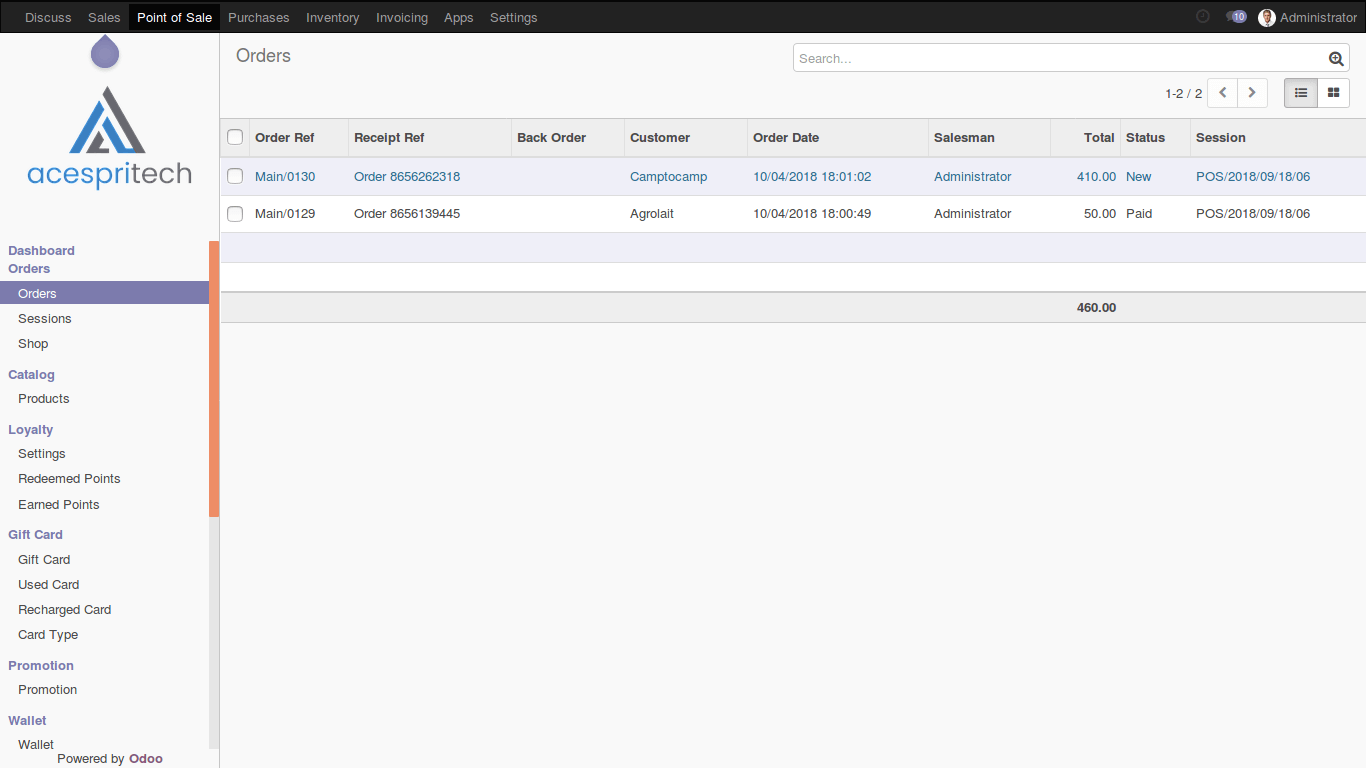 Discuss Sales Point of Sale Purchases Inventory Invoicing Apps Settings 10 Administrator
acespritech
Dashboard
Orders
Orders
Sessions
Shop
Catalog
Products
Loyalty
Settings
Redeemed Points
Earned Points
Gift Card
Gift Card
Used Card
Recharged Card
Card Type
Promotion
Promotion
Wallet
Wallet
Powered by Odoo
Orders
Search...
1-2 / 2
Order Ref Receipt Ref Back Order Customer Order Date Salesman Total Status Session
Main/0130 Order 8656262318 Camptocamp 10/04/2018 18:01:02 Administrator 410.00 New POS/2018/09/18/06
Main/0129 Order 8656139445 Agrolait 10/04/2018 18:00:49 Administrator 50.00 Paid POS/2018/09/18/06
460.00